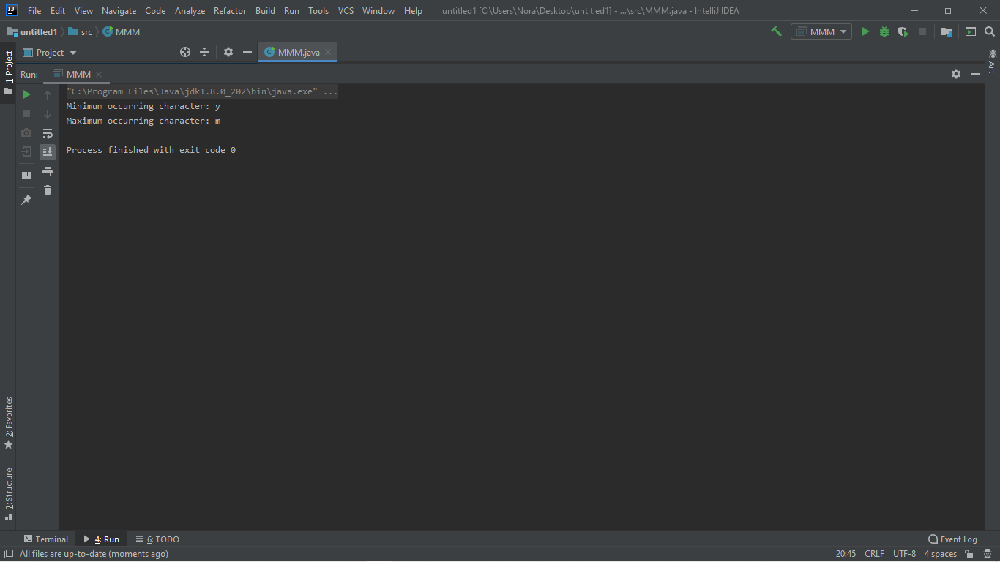 IJ File Edit View Navigate Code Analyze Refactor Build Run Tools VCS Window Help untitled1 [C:\Users\Nora\Desktop\untitled1] - ...\src\MMM.java - IntelliJ IDEA
untitled1 src C MMM MMM
1: Project Project C MMM.java Ant
Run: MMM
"C:\Program Files\Java\jdk1.8.0_202\bin\java.exe" ...
Minimum occurring character: y
Maximum occurring character: m
Process finished with exit code 0
2: Favorites
7: Structure
Terminal 4: Run 6: TODO Event Log
All files are up-to-date (moments ago) 20:45 CRLF UTF-8 4 spaces